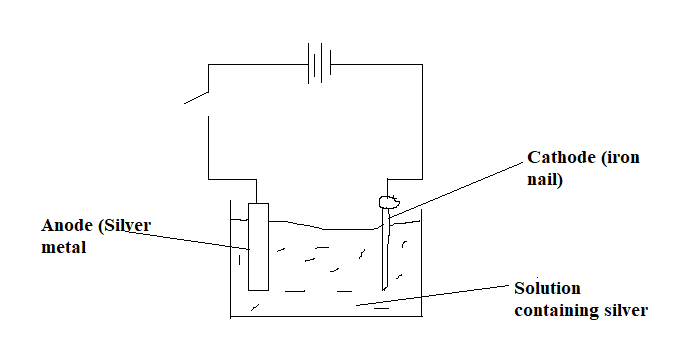 Cathode (iron
nail)
Anode (Silver
metal
Solution
containing silver